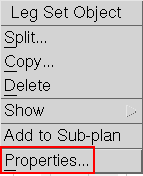 Leg Set Object
Split...
Copy...
Delete
Show
Add to Sub-plan
Properties...